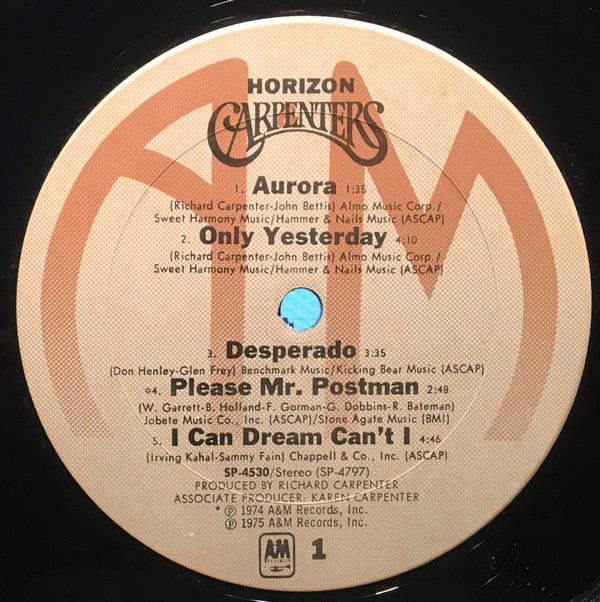 HORIZON
CARPENTERS
1. Aurora 1:35
(Richard Carpenter-John Bettis) Almo Music Corp./
Sweet Harmony Music/Hammer & Nails Music (ASCAP)
2. Only Yesterday 4:10
(Richard Carpenter-John Bettis) Almo Music Corp./
Sweet Harmony Music/Hammer & Nails Music (ASCAP)
3. Desperado 3:35
(Don Henley-Glen Frey) Benchmark Music/Kicking Bear Music (ASCAP)
*4. Please Mr. Postman 2:48
(W. Garrett-B. Holland-F. Gorman-G. Dobbins-R. Bateman)
Jobete Music Co., Inc. (ASCAP)/Stone Agate Music (BMI)
5. I Can Dream Can't I 4:46
(Irving Kahal-Sammy Fain) Chappell & Co., Inc. (ASCAP)
SP-4530/Stereo (SP-4797)
PRODUCED BY RICHARD CARPENTER
ASSOCIATE PRODUCER: KAREN CARPENTER
* ℗ 1974 A&M Records, Inc.
℗ 1975 A&M Records, Inc.
A&M
RECORDS
1